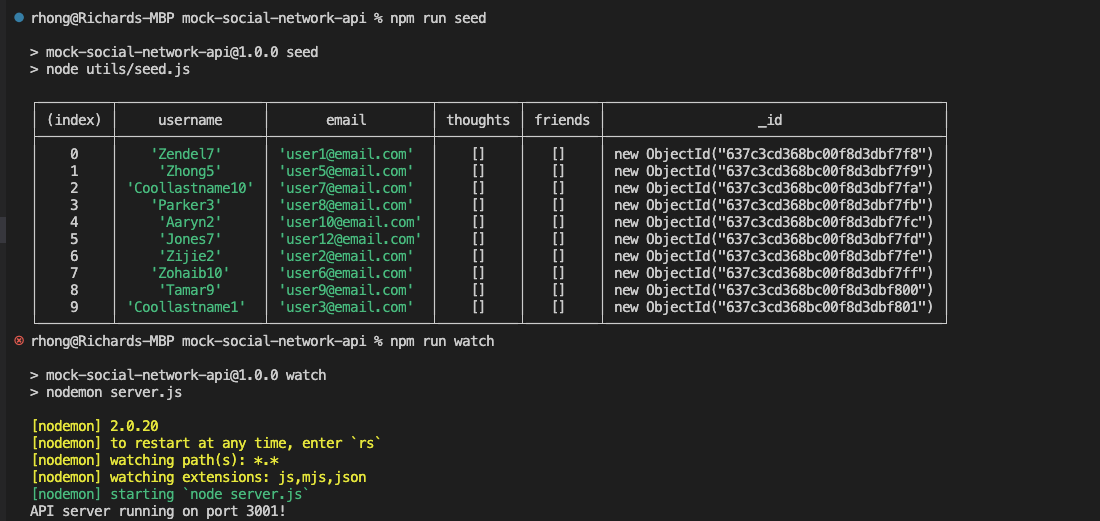 rhong@Richards-MBP mock-social-network-api % npm run seed
> mock-social-network-api@1.0.0 seed
> node utils/seed.js
(index) username email thoughts friends _id
0 'Zendel7' 'user1@email.com' [] [] new ObjectId("637c3cd368bc00f8d3dbf7f8")
1 'Zhong5' 'user5@email.com' [] [] new ObjectId("637c3cd368bc00f8d3dbf7f9")
2 'Coollastname10' 'user7@email.com' [] [] new ObjectId("637c3cd368bc00f8d3dbf7fa")
3 'Parker3' 'user8@email.com' [] [] new ObjectId("637c3cd368bc00f8d3dbf7fb")
4 'Aaryn2' 'user10@email.com' [] [] new ObjectId("637c3cd368bc00f8d3dbf7fc")
5 'Jones7' 'user12@email.com' [] [] new ObjectId("637c3cd368bc00f8d3dbf7fd")
6 'Zijie2' 'user2@email.com' [] [] new ObjectId("637c3cd368bc00f8d3dbf7fe")
7 'Zohaib10' 'user6@email.com' [] [] new ObjectId("637c3cd368bc00f8d3dbf7ff")
8 'Tamar9' 'user9@email.com' [] [] new ObjectId("637c3cd368bc00f8d3dbf800")
9 'Coollastname1' 'user3@email.com' [] [] new ObjectId("637c3cd368bc00f8d3dbf801")
rhong@Richards-MBP mock-social-network-api % npm run watch
> mock-social-network-api@1.0.0 watch
> nodemon server.js
[nodemon] 2.0.20
[nodemon] to restart at any time, enter `rs`
[nodemon] watching path(s): *.*
[nodemon] watching extensions: js,mjs,json
[nodemon] starting `node server.js`
API server running on port 3001!